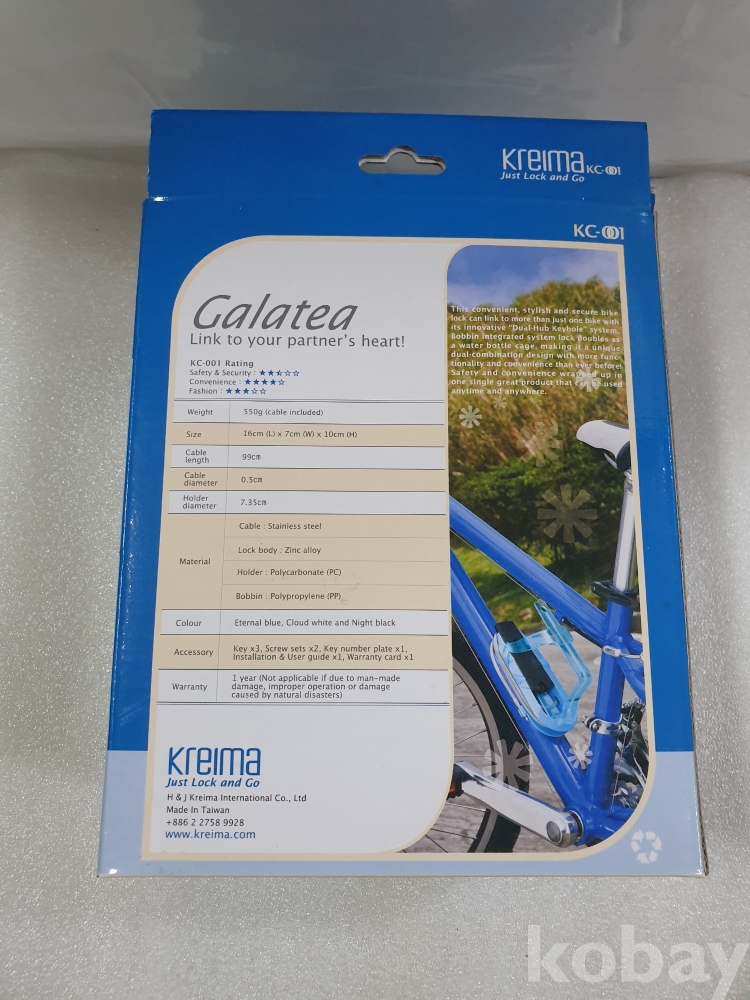 KreimaKC-001
Just Lock and Go
KC-001
Galatea
Link to your partner's heart!
KC-001 Rating
Safety & Security : ★★☆☆☆
Convenience : ★★★★☆
Fashion : ★★★☆☆
Weight 550g (cable included)
Size 16cm (L) x 7cm (W) x 10cm (H)
Cable length 99cm
Cable diameter 0.5cm
Holder diameter 7.35cm
Material
Cable : Stainless steel
Lock body : Zinc alloy
Holder : Polycarbonate (PC)
Bobbin : Polypropylene (PP)
Colour Eternal blue, Cloud white and Night black
Accessory Key x3, Screw sets x2, Key number plate x1,
Installation & User guide x1, Warranty card x1
Warranty 1 year (Not applicable if due to man-made
damage, improper operation or damage
caused by natural disasters)
This convenient, stylish and secure bike
lock can link to more than just one bike with
its innovative "Dual-Hub Keyhole" system.
Bobbin integrated system lock doubles as
a water bottle cage, making it a unique
dual-combination design with more func-
tionality and convenience than ever before!
Safety and convenience wrapped up in
one single great product that can be used
anytime and anywhere.
Kreima
Just Lock and Go
H & J Kreima International Co., Ltd
Made In Taiwan
+886 2 2758 9928
www.kreima.com
kobay